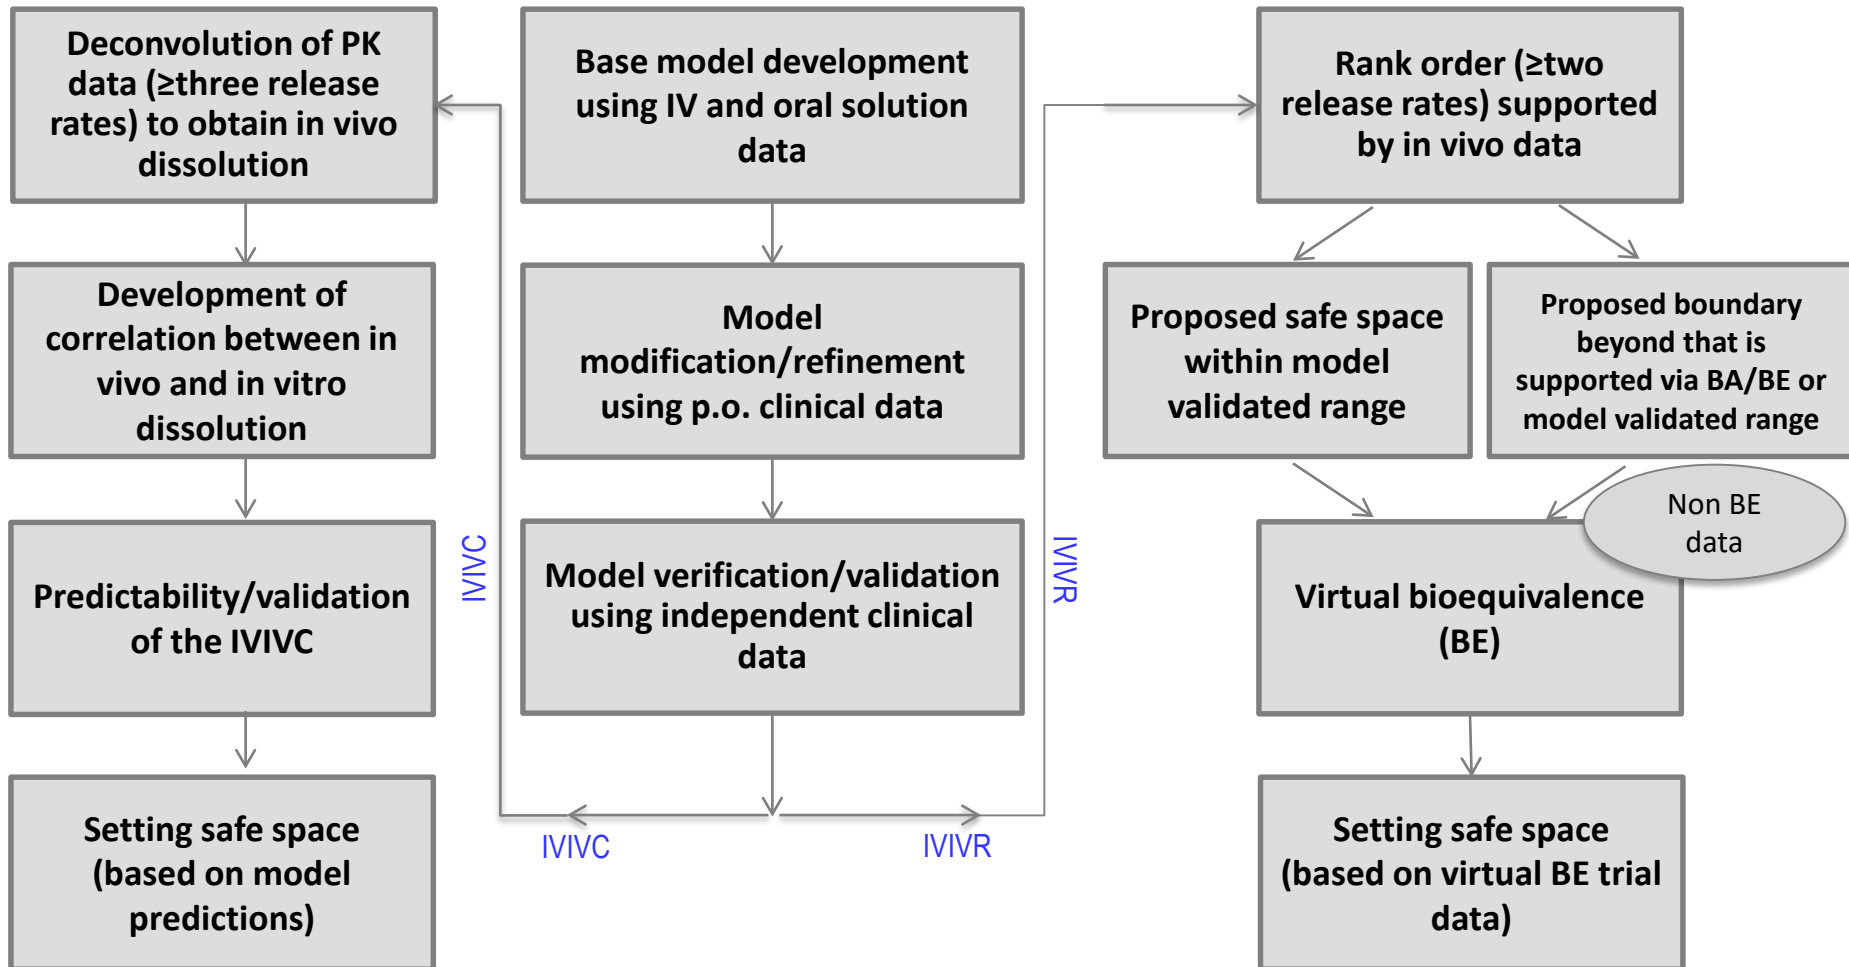 Deconvolution of PK
data (≥three release
rates) to obtain in vivo
dissolution
Development of
correlation between in
vivo and in vitro
dissolution
Predictability/validation
of the IVIVC
Setting safe space
(based on model
predictions)
IVIVC
Base model development
using IV and oral solution
data
Model
modification/refinement
using p.o. clinical data
Model verification/validation
using independent clinical
data
IVIVC
IVIVR
IVIVR
Rank order (≥two
release rates) supported
by in vivo data
Proposed safe space
within model
validated range
Proposed boundary
beyond that is
supported via BA/BE or
model validated range
Non BE
data
Virtual bioequivalence
(BE)
Setting safe space
(based on virtual BE trial
data)